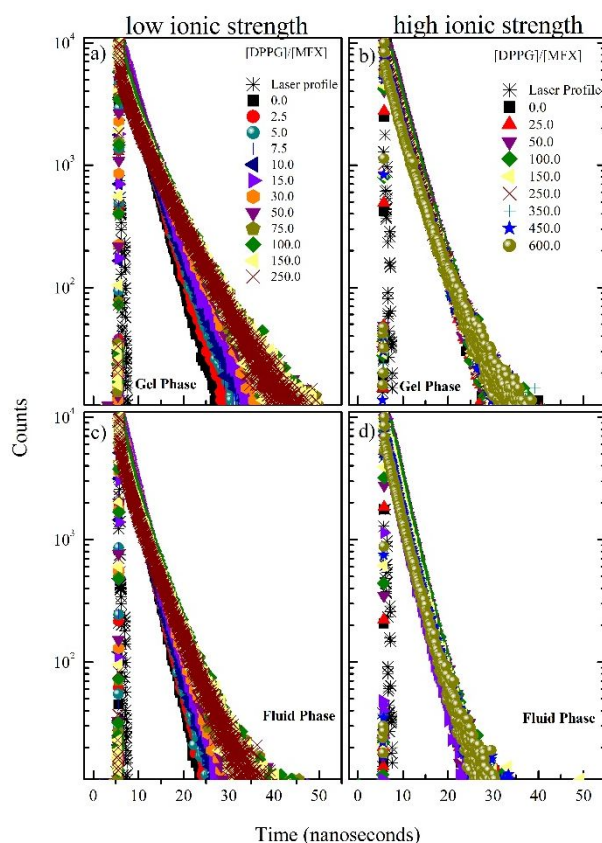 low ionic strength
high ionic strength
a)
[DPPG]/[MFX]
Laser profile
0.0
2.5
5.0
7.5
10.0
15.0
30.0
50.0
75.0
100.0
150.0
250.0
Gel Phase
b)
[DPPG]/[MFX]
Laser Profile
0.0
25.0
50.0
100.0
150.0
250.0
350.0
450.0
600.0
Gel Phase
c)
Fluid Phase
d)
Fluid Phase
10⁴
10³
10²
10⁴
10³
10²
Counts
0 10 20 30 40 50 0 10 20 30 40 50
Time (nanoseconds)